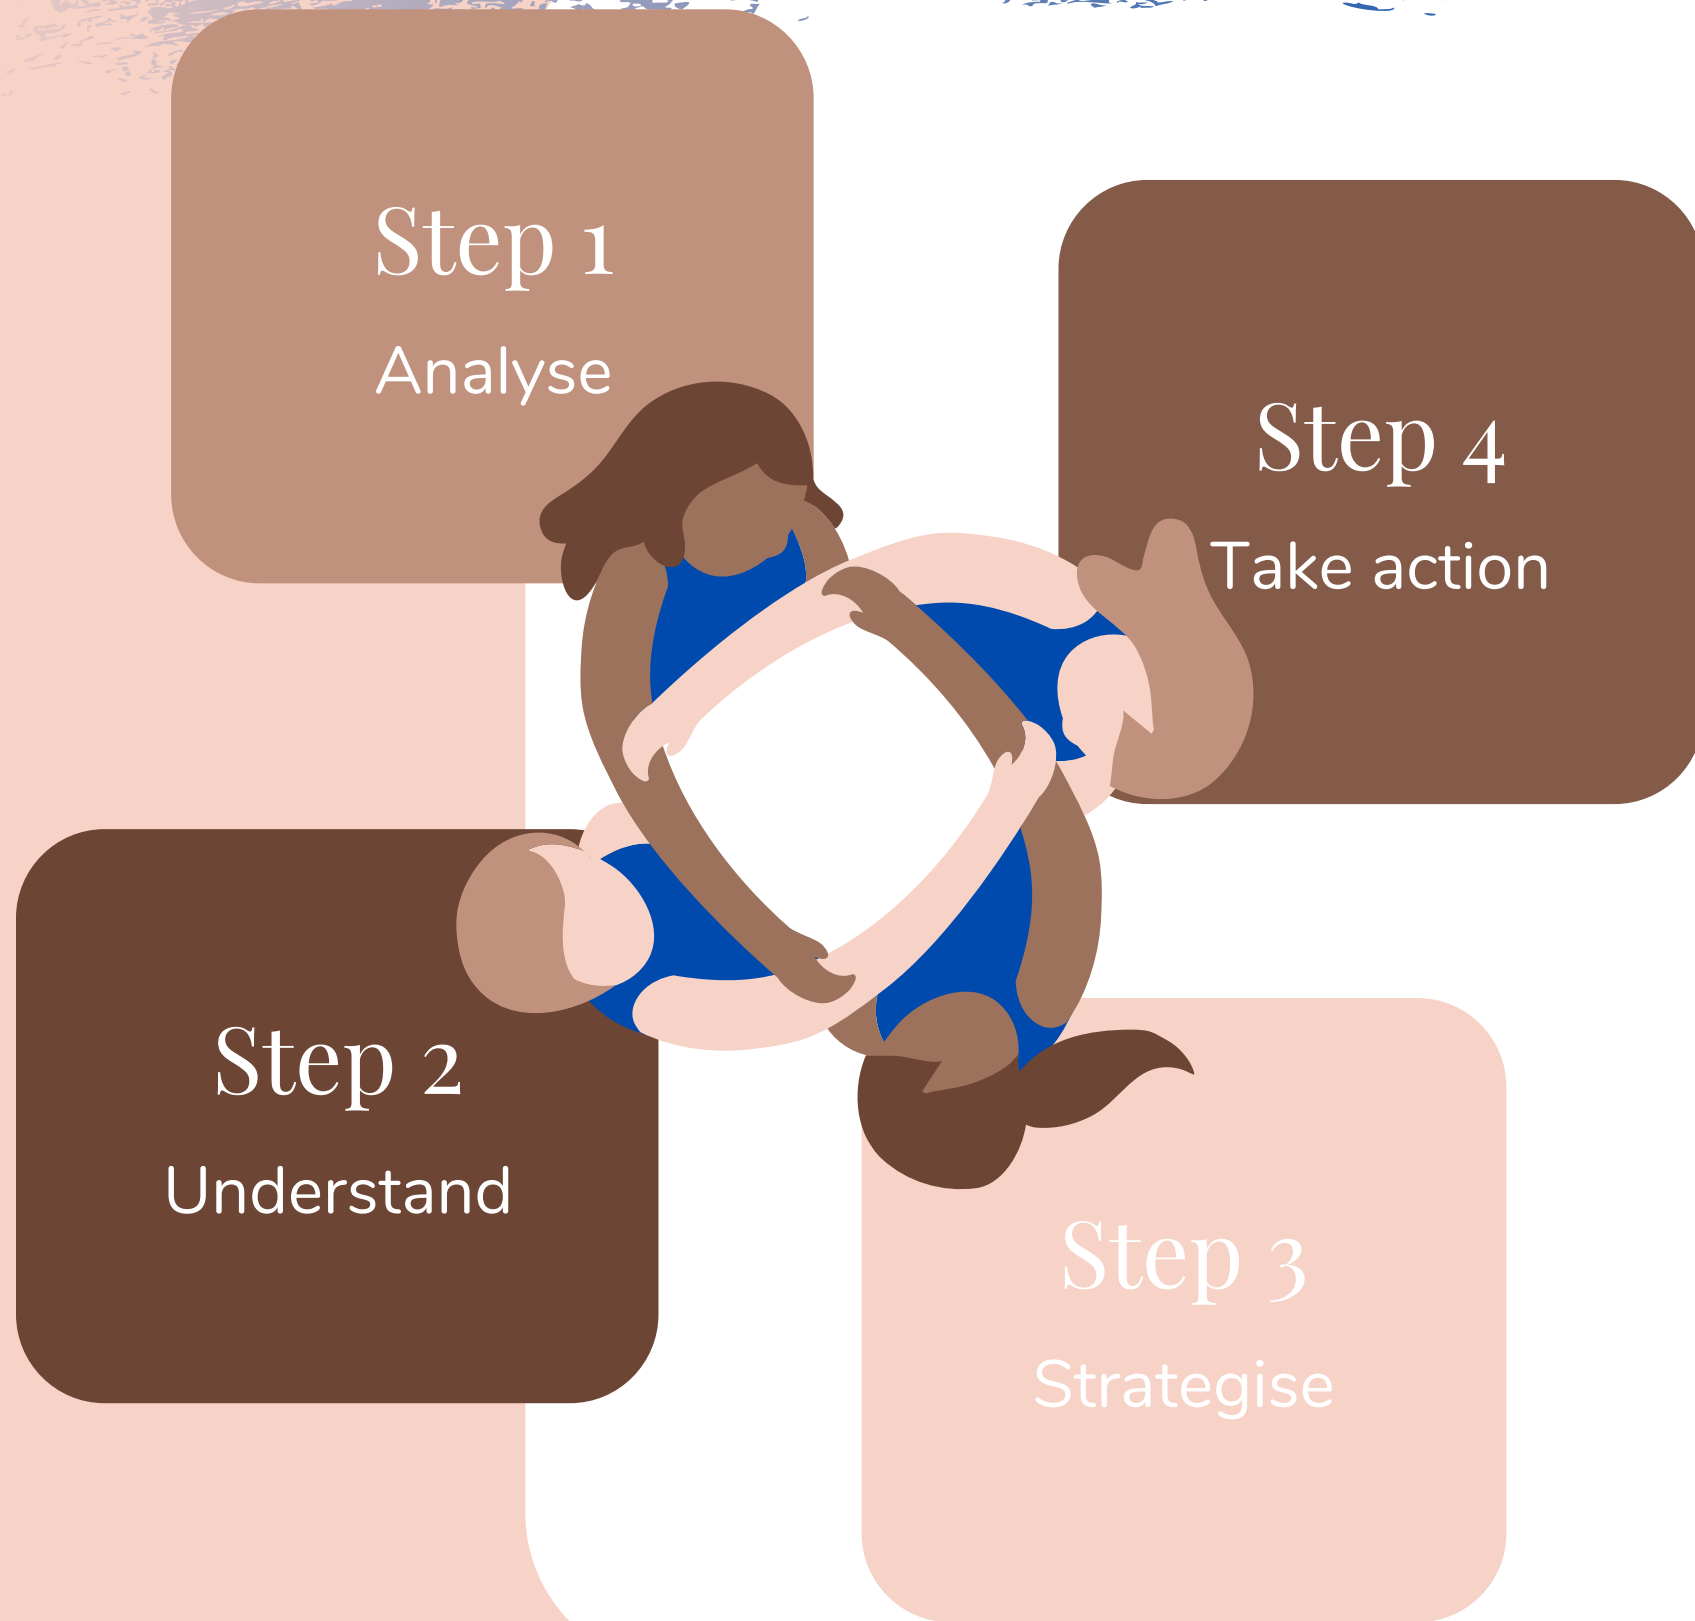 Step 1
Analyse
Step 2
Understand
Step 3
Strategise
Step 4
Take action